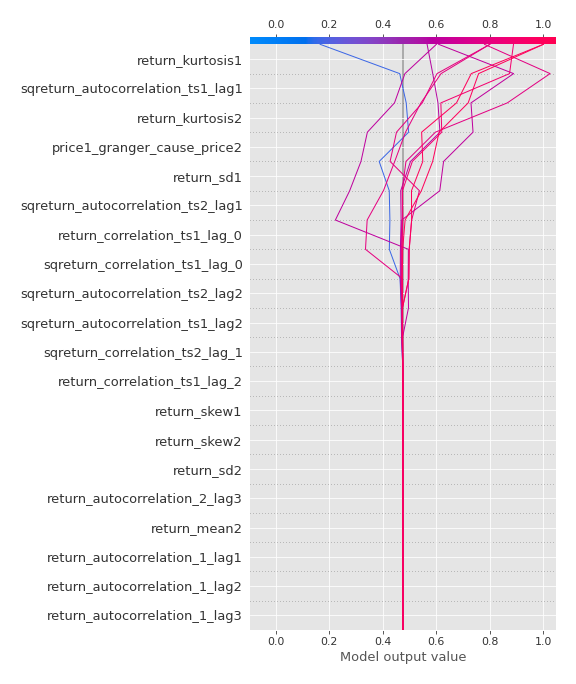 0.0 0.2 0.4 0.6 0.8 1.0
return_kurtosis1
sqreturn_autocorrelation_ts1_lag1
return_kurtosis2
price1_granger_cause_price2
return_sd1
sqreturn_autocorrelation_ts2_lag1
return_correlation_ts1_lag_0
sqreturn_correlation_ts1_lag_0
sqreturn_autocorrelation_ts2_lag2
sqreturn_autocorrelation_ts1_lag2
sqreturn_correlation_ts2_lag_1
return_correlation_ts1_lag_2
return_skew1
return_skew2
return_sd2
return_autocorrelation_2_lag3
return_mean2
return_autocorrelation_1_lag1
return_autocorrelation_1_lag2
return_autocorrelation_1_lag3
0.0 0.2 0.4 0.6 0.8 1.0
Model output value